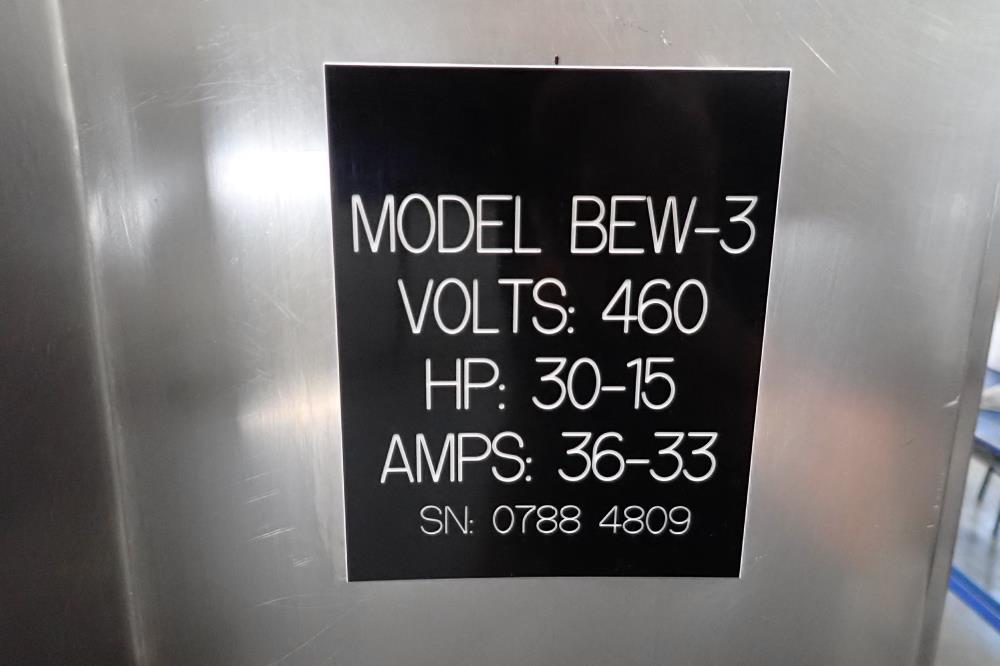 MODEL BEW-3
VOLTS: 460
HP: 30-15
AMPS: 36-33
SN: 0788 4809